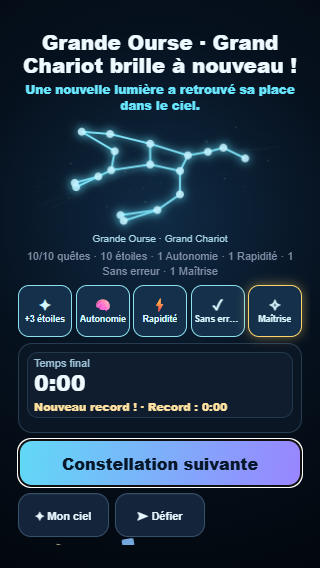 Grande Ourse · Grand
Chariot brille à nouveau !
Une nouvelle lumière a retrouvé sa place
dans le ciel.
Grande Ourse · Grand Chariot
10/10 quêtes · 10 étoiles · 1 Autonomie · 1 Rapidité · 1
Sans erreur · 1 Maîtrise
+3 étoiles
Autonomie
Rapidité
Sans err...
Maîtrise
Temps final
0:00
Nouveau record ! · Record : 0:00
Constellation suivante
Mon ciel
Défier